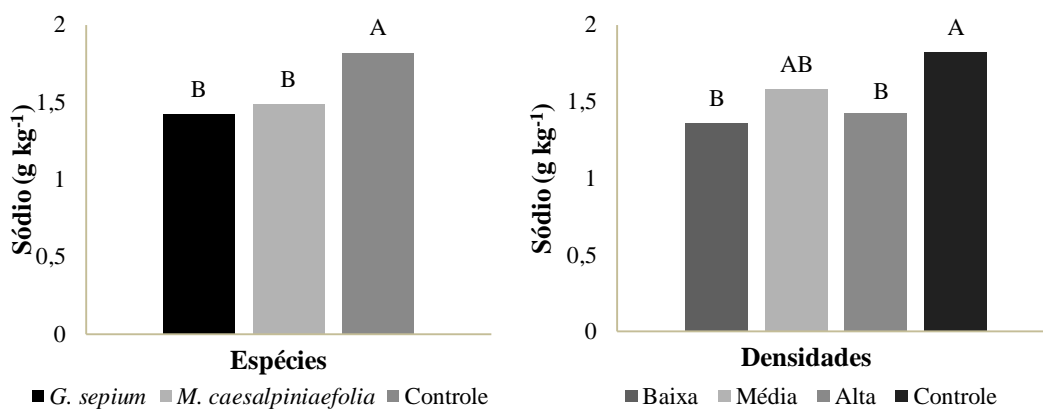 2
1,5
1
0,5
0
Sódio (g kg-1)
B
B
A
Espécies
G. sepium M. caesalpiniaefolia Controle
2
1,5
1
0,5
0
Sódio (g kg-1)
B
AB
B
A
Densidades
Baixa Média Alta Controle